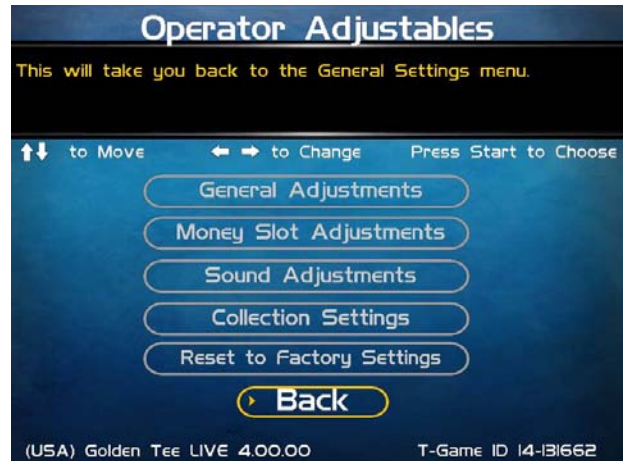 Operator Adjustables
This will take you back to the General Settings menu.
to Move to Change Press Start to Choose
General Adjustments
Money Slot Adjustments
Sound Adjustments
Collection Settings
Reset to Factory Settings
Back
(USA) Golden Tee LIVE 4.00.00 T-Game ID 14-131662